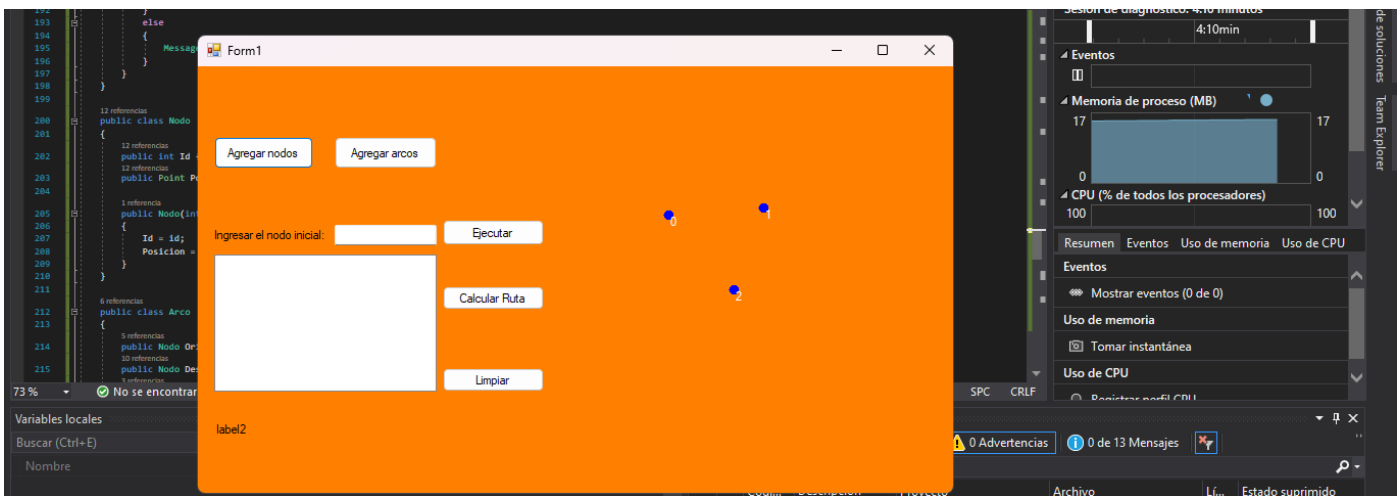 192 }
193 else
194 {
195 Messag
196 }
197 }
198 }
199
12 referencias
200 public class Nodo
201 {
12 referencias
202 public int Id
12 referencias
203 public Point Po
204
1 referencia
205 public Nodo(int
206 {
207 Id = id;
208 Posicion =
209 }
210 }
211
6 referencias
212 public class Arco
213 {
5 referencias
214 public Nodo Ori
10 referencias
215 public Nodo Des
3 referencias
73 %
No se encontrar
SPC CRLF
Form1
Agregar nodos
Agregar arcos
Ingresar el nodo inicial:
Ejecutar
Calcular Ruta
Limpiar
label2
0
1
2
Sesión de diagnóstico: 4:10 minutos
4:10min
Eventos
Memoria de proceso (MB)
17 17
0 0
CPU (% de todos los procesadores)
100 100
Resumen Eventos Uso de memoria Uso de CPU
Eventos
Mostrar eventos (0 de 0)
Uso de memoria
Tomar instantánea
Uso de CPU
Registrar perfil CPU
de soluciones
Team Explorer
Variables locales
Buscar (Ctrl+E)
Nombre
0 Advertencias
0 de 13 Mensajes
Descripción Proyecto Archivo Lí... Estado suprimido